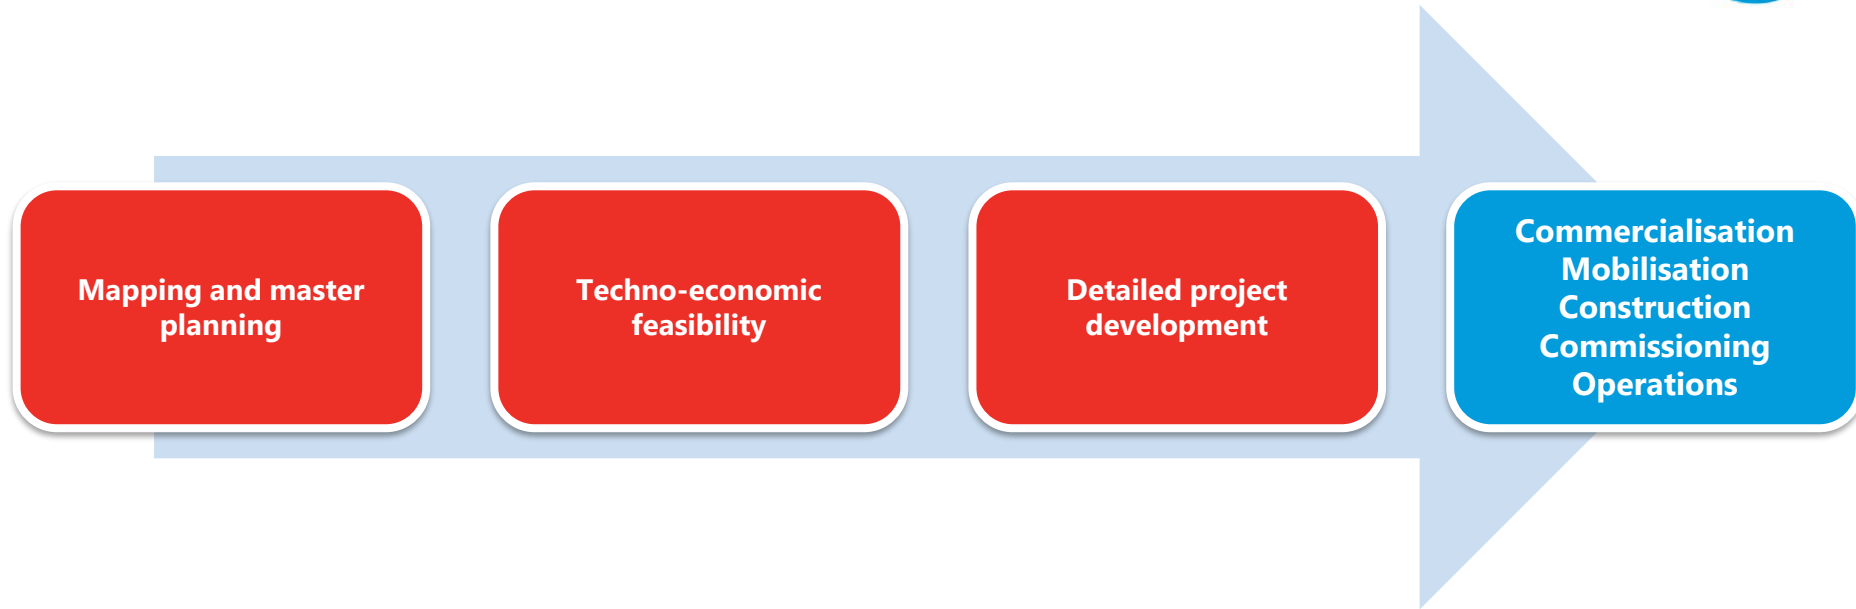 Mapping and master
planning
Techno-economic
feasibility
Detailed project
development
Commercialisation
Mobilisation
Construction
Commissioning
Operations